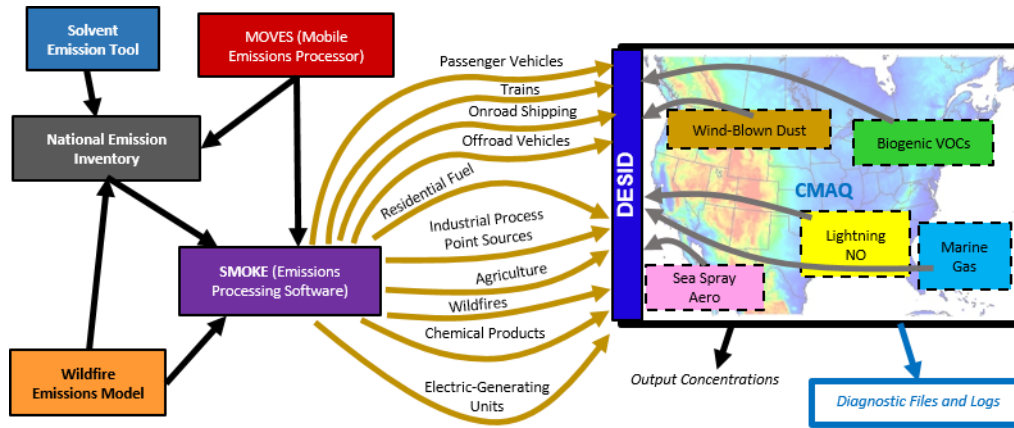 Solvent
Emission Tool
MOVES (Mobile
Emissions Processor)
National Emission
Inventory
SMOKE (Emissions
Processing Software)
Wildfire
Emissions Model
Passenger Vehicles
Trains
Onroad Shipping
Offroad Vehicles
Residential Fuel
Industrial Process
Point Sources
Agriculture
Wildfires
Chemical Products
Electric-Generating
Units
DESID
Wind-Blown Dust
Biogenic VOCs
CMAQ
Lightning
NO
Marine
Gas
Sea Spray
Aero
Output Concentrations
Diagnostic Files and Logs